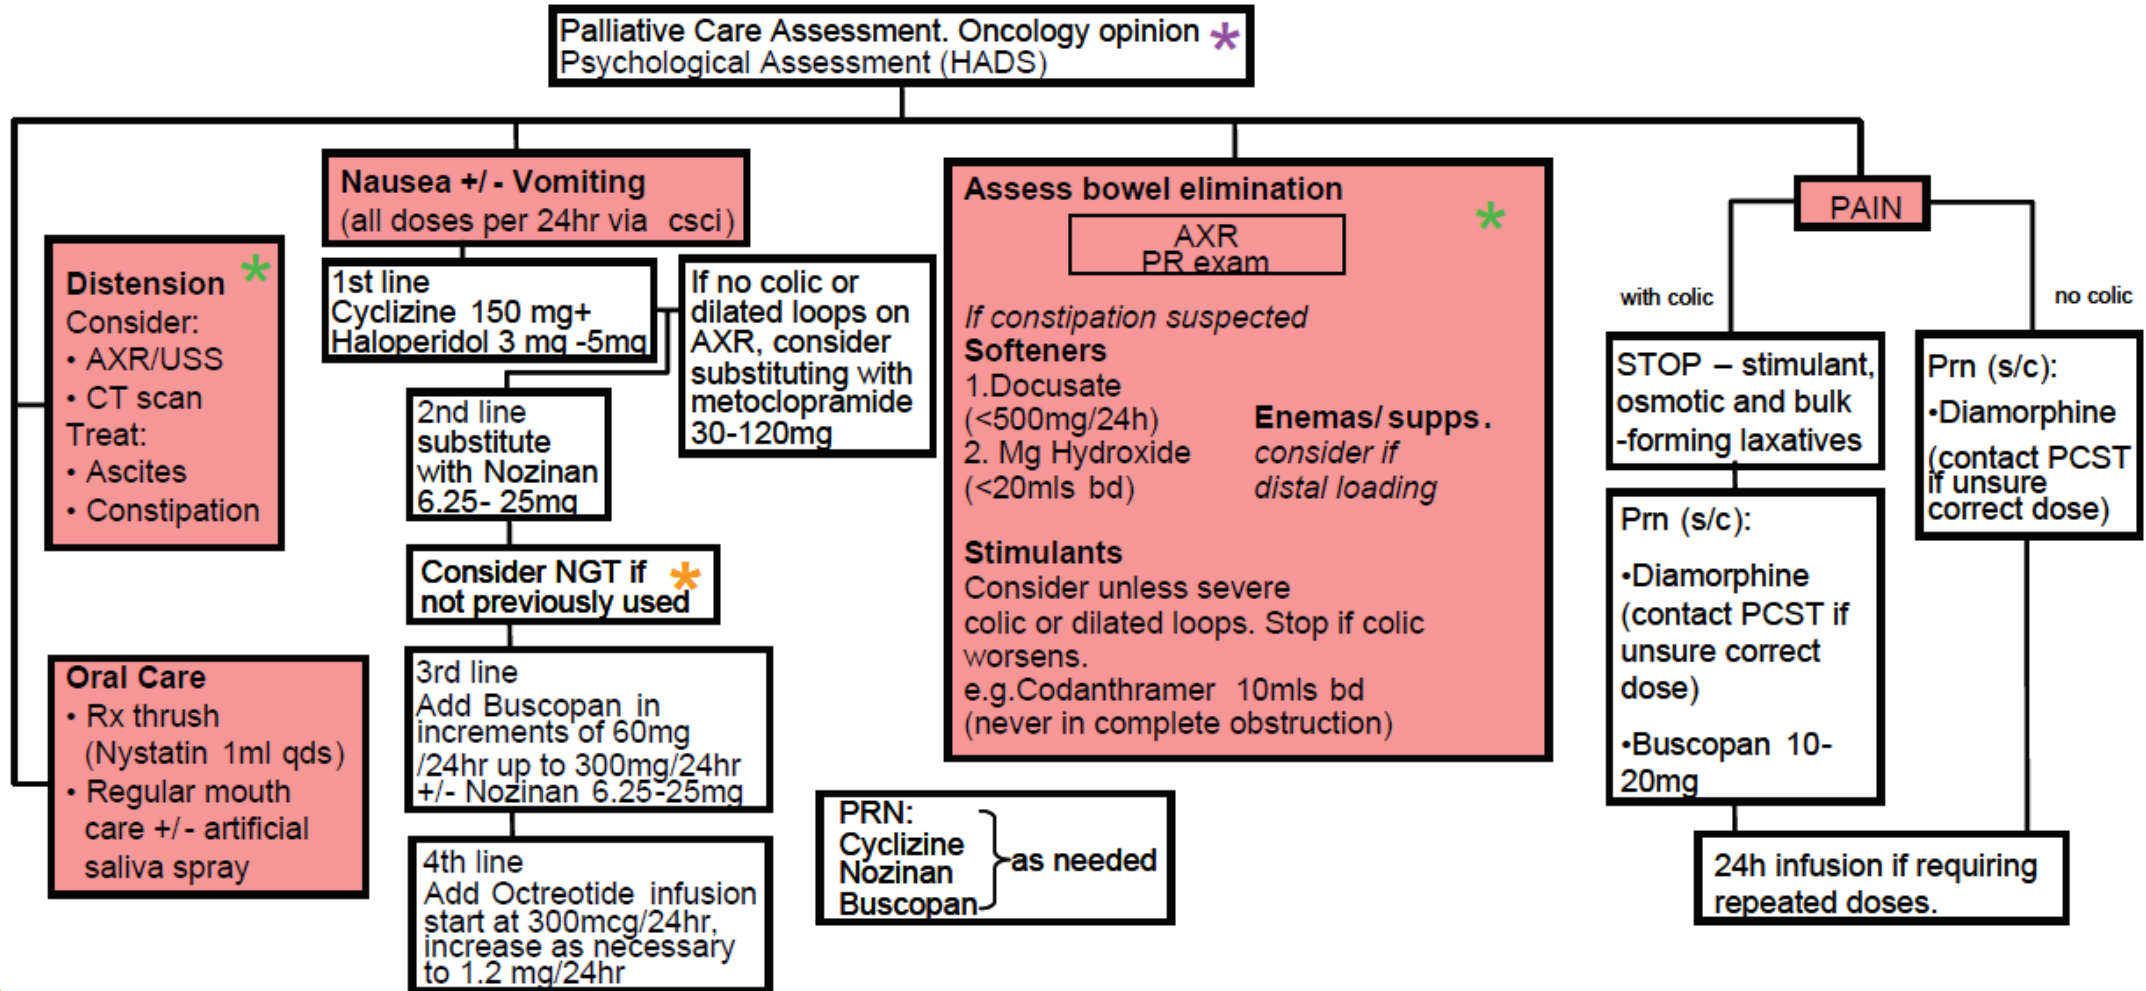 Palliative Care Assessment. Oncology opinion *
Psychological Assessment (HADS)
Distension *
Consider:
• AXR/USS
• CT scan
Treat:
• Ascites
• Constipation
Oral Care
• Rx thrush
(Nystatin 1ml qds)
• Regular mouth
care +/- artificial
saliva spray
Nausea +/- Vomiting
(all doses per 24hr via csci)
1st line
Cyclizine 150 mg+
Haloperidol 3 mg -5mg
If no colic or
dilated loops on
AXR, consider
substituting with
metoclopramide
30-120mg
2nd line
substitute
with Nozinan
6.25- 25mg
Consider NGT if *
not previously used
3rd line
Add Buscopan in
increments of 60mg
/24hr up to 300mg/24hr
+/- Nozinan 6.25-25mg
4th line
Add Octreotide infusion
start at 300mcg/24hr,
increase as necessary
to 1.2 mg/24hr
PRN:
Cyclizine
Nozinan
Buscopan
as needed
Assess bowel elimination
*
AXR
PR exam
If constipation suspected
Softeners
1.Docusate
(<500mg/24h)
2. Mg Hydroxide
(<20mls bd)
Enemas/ supps.
consider if
distal loading
Stimulants
Consider unless severe
colic or dilated loops. Stop if colic
worsens.
e.g.Codanthramer 10mls bd
(never in complete obstruction)
PAIN
with colic
STOP – stimulant,
osmotic and bulk
-forming laxatives
Prn (s/c):
•Diamorphine
(contact PCST if
unsure correct
dose)
•Buscopan 10-
20mg
no colic
Prn (s/c):
•Diamorphine
(contact PCST
if unsure
correct dose)
24h infusion if requiring
repeated doses.